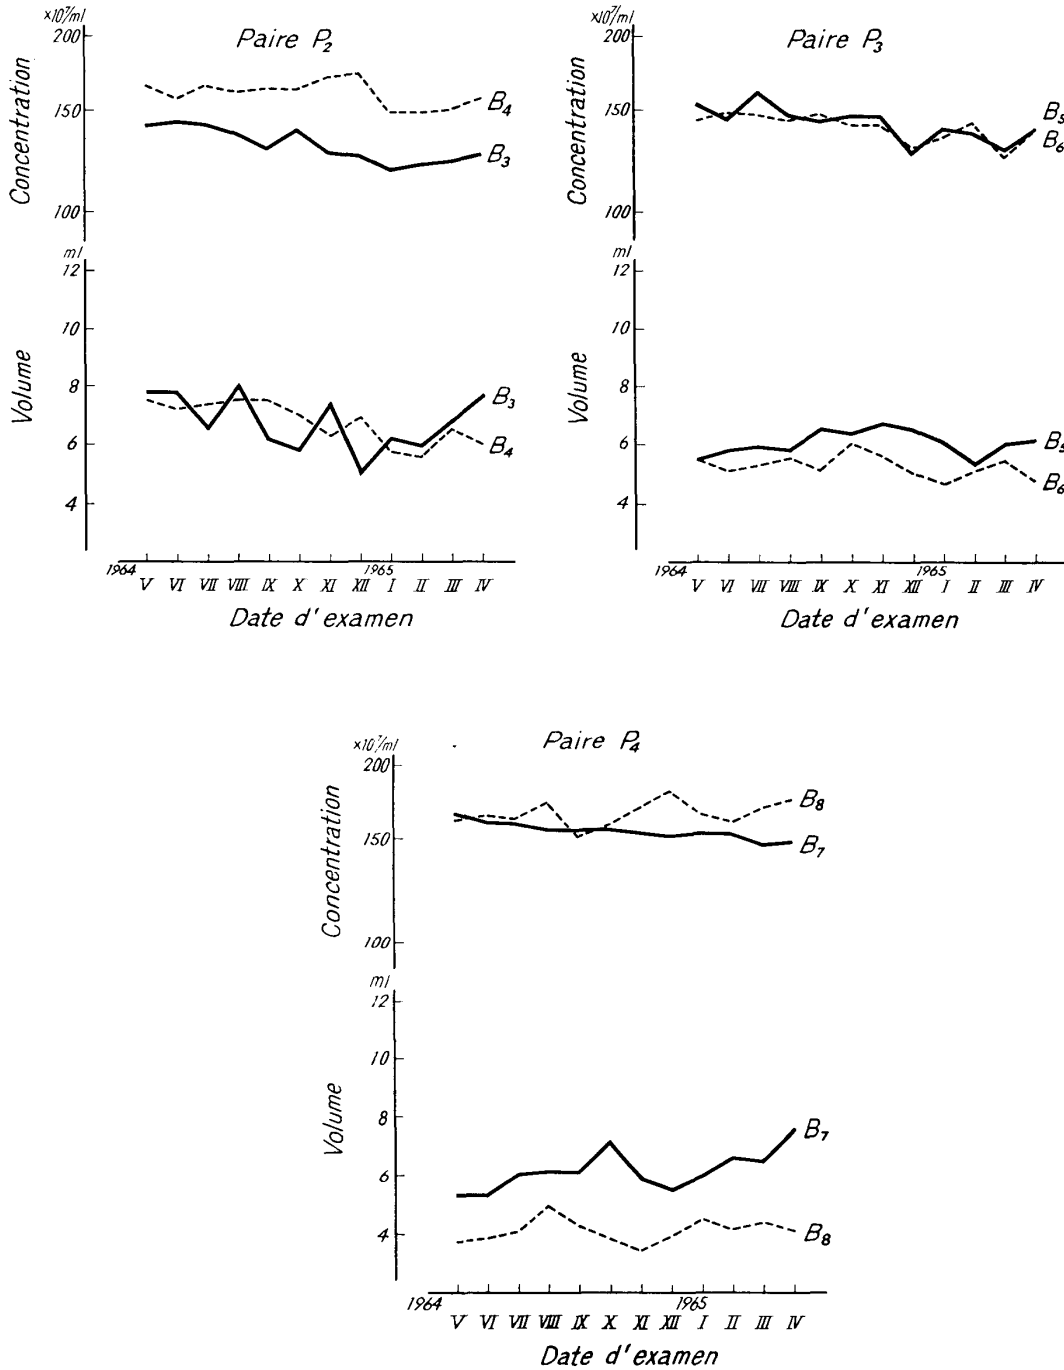 ×10⁷/ml
200
Paire P₂
Concentration
150
100
B₄
B₃
ml
12
10
Volume
8
6
4
B₃
B₄
1964
1965
V VI VII VIII IX X XI XII I II III IV
Date d'examen
×10⁷/ml
200
Paire P₃
Concentration
150
100
B₅
B₆
ml
12
10
Volume
8
6
4
B₅
B₆
1964
1965
V VI VII VIII IX X XI XII I II III IV
Date d'examen
×10⁷/ml
200
Paire P₄
Concentration
150
100
B₈
B₇
ml
12
10
Volume
8
6
4
B₇
B₈
1964
1965
V VI VII VIII IX X XI XII I II III IV
Date d'examen